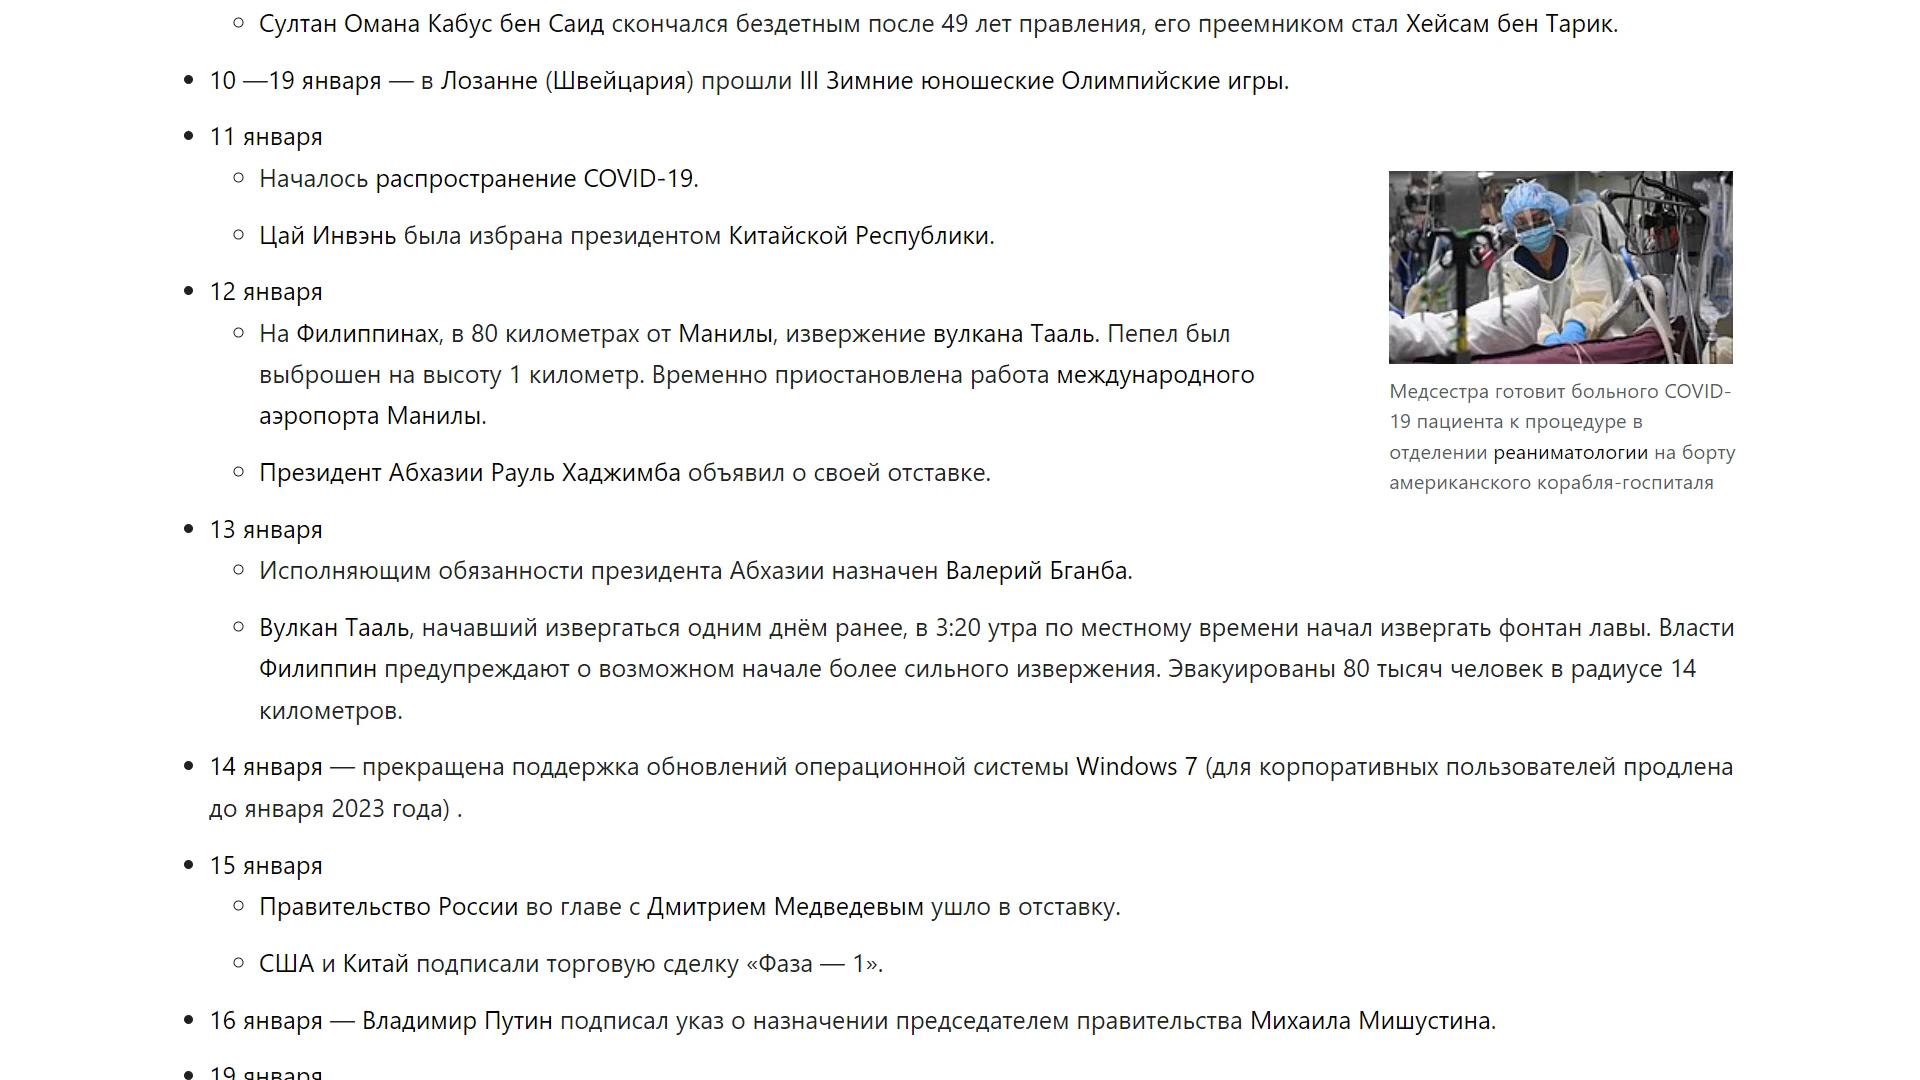 Султан Омана Кабус бен Саид скончался бездетным после 49 лет правления, его преемником стал Хейсам бен Тарик.
10 —19 января — в Лозанне (Швейцария) прошли III Зимние юношеские Олимпийские игры.
11 января
Началось распространение COVID-19.
Цай Инвэнь была избрана президентом Китайской Республики.
12 января
На Филиппинах, в 80 километрах от Манилы, извержение вулкана Тааль. Пепел был
выброшен на высоту 1 километр. Временно приостановлена работа международного
аэропорта Манилы.
Президент Абхазии Рауль Хаджимба объявил о своей отставке.
Медсестра готовит больного COVID-
19 пациента к процедуре в
отделении реаниматологии на борту
американского корабля-госпиталя
13 января
Исполняющим обязанности президента Абхазии назначен Валерий Бганба.
Вулкан Тааль, начавший извергаться одним днём ранее, в 3:20 утра по местному времени начал извергать фонтан лавы. Власти
Филиппин предупреждают о возможном начале более сильного извержения. Эвакуированы 80 тысяч человек в радиусе 14
километров.
14 января — прекращена поддержка обновлений операционной системы Windows 7 (для корпоративных пользователей продлена
до января 2023 года) .
15 января
Правительство России во главе с Дмитрием Медведевым ушло в отставку.
США и Китай подписали торговую сделку «Фаза — 1».
16 января — Владимир Путин подписал указ о назначении председателем правительства Михаила Мишустина.
19 января